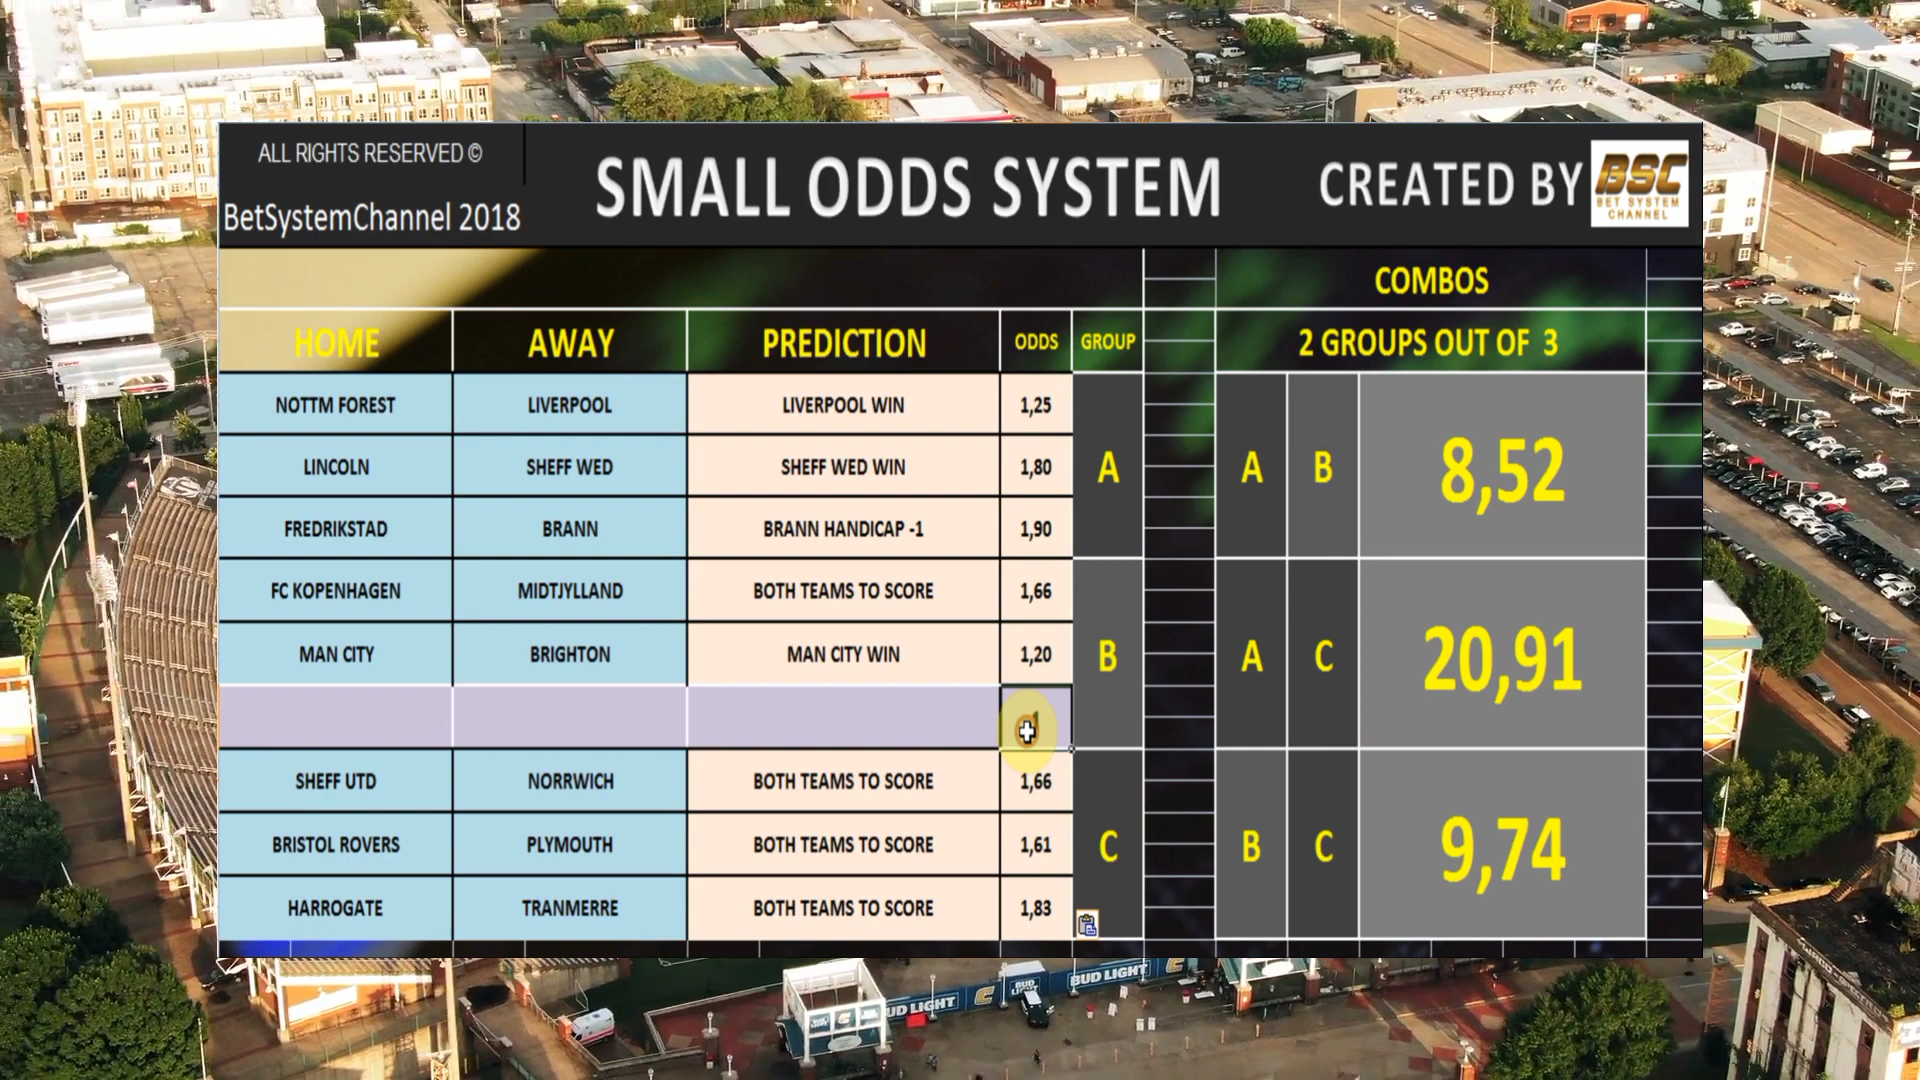 ALL RIGHTS RESERVED ©
BetSystemChannel 2018
SMALL ODDS SYSTEM
CREATED BY
BSC
BET SYSTEM
CHANNEL
COMBOS
HOME AWAY PREDICTION ODDS GROUP
2 GROUPS OUT OF 3
NOTTM FOREST LIVERPOOL LIVERPOOL WIN 1,25
LINCOLN SHEFF WED SHEFF WED WIN 1,80
A
A B 8,52
FREDRIKSTAD BRANN BRANN HANDICAP -1 1,90
FC KOPENHAGEN MIDTJYLLAND BOTH TEAMS TO SCORE 1,66
MAN CITY BRIGHTON MAN CITY WIN 1,20
B
A C 20,91
SHEFF UTD NORRWICH BOTH TEAMS TO SCORE 1,66
BRISTOL ROVERS PLYMOUTH BOTH TEAMS TO SCORE 1,61
C
B C 9,74
HARROGATE TRANMERRE BOTH TEAMS TO SCORE 1,83
BUD LIGHT
C
BUD LIGHT
BUD LIGHT
C